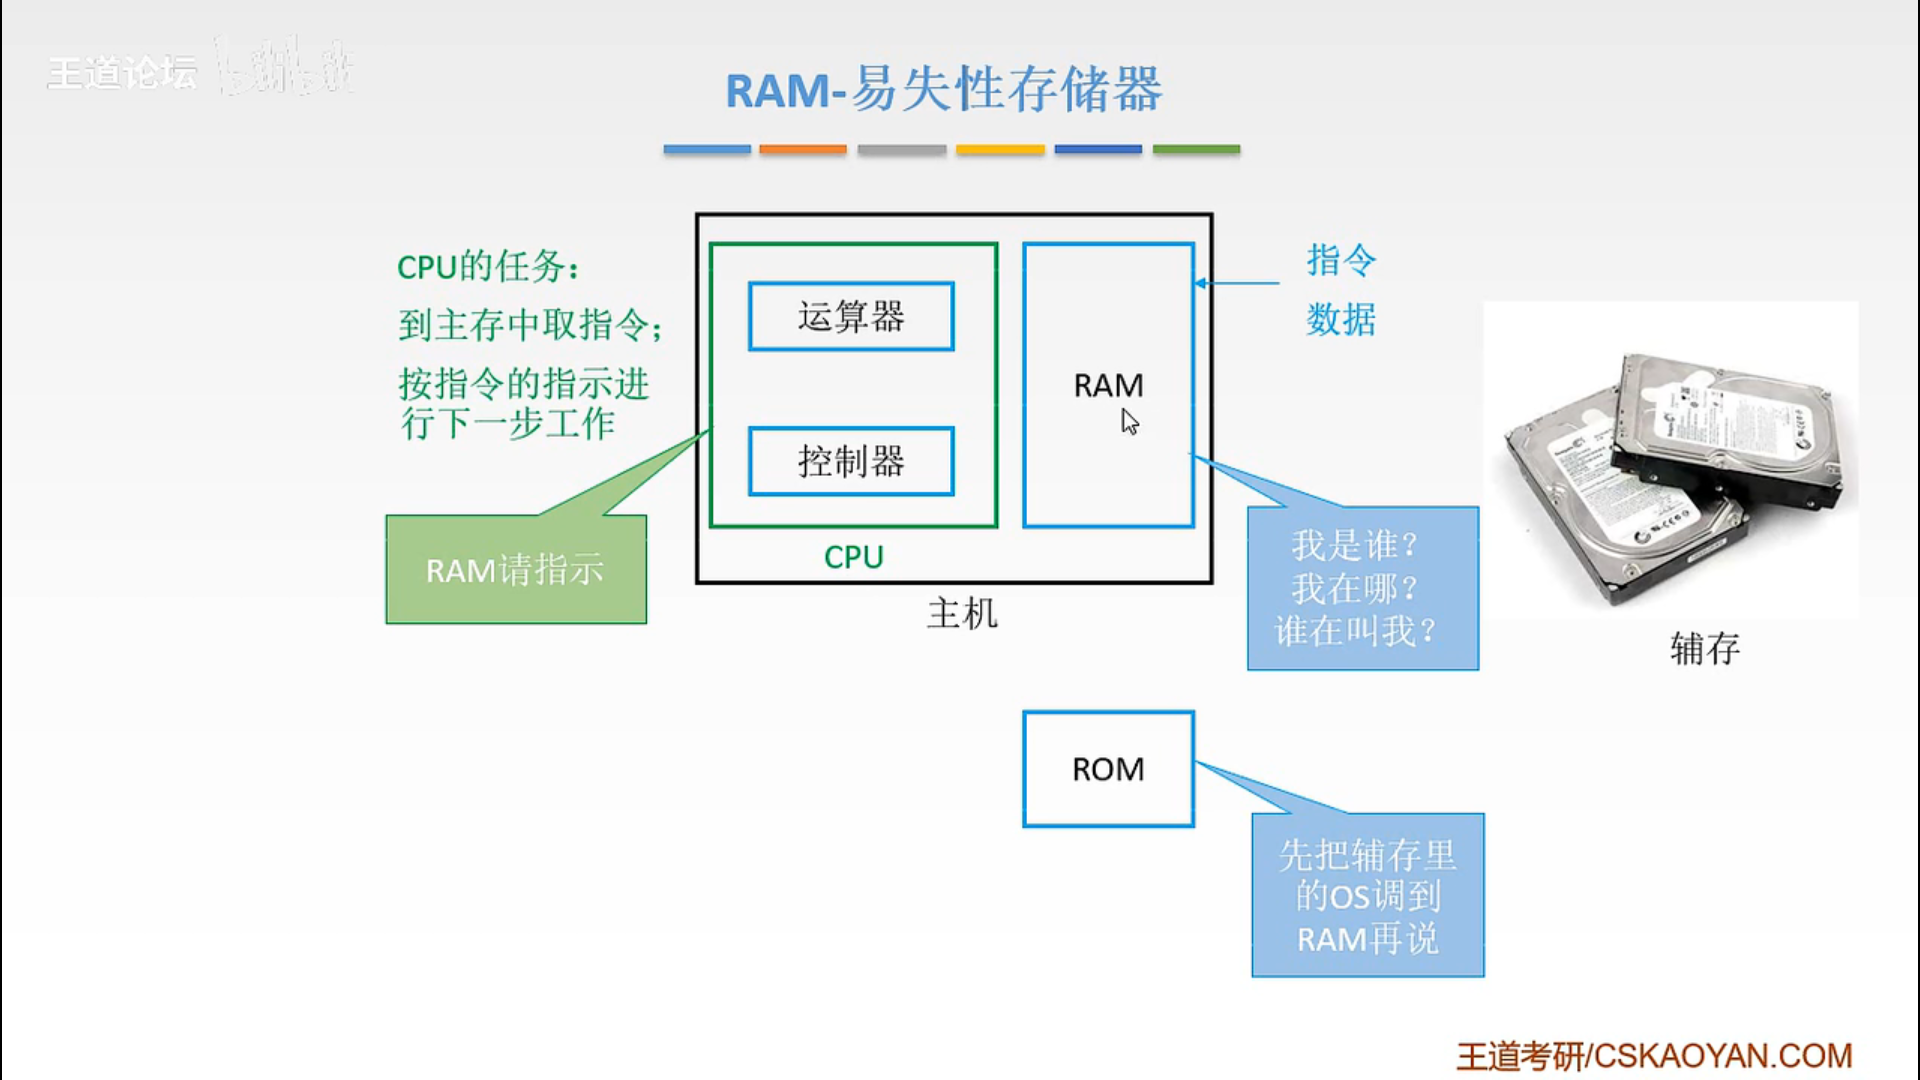 王道论坛 bilibili
RAM-易失性存储器
CPU的任务：
到主存中取指令；
按指令的指示进
行下一步工作
RAM请指示
运算器
控制器
CPU
RAM
主机
指令
数据
我是谁？
我在哪？
谁在叫我？
辅存
ROM
先把辅存里
的OS调到
RAM再说
王道考研/CSKAOYAN.COM